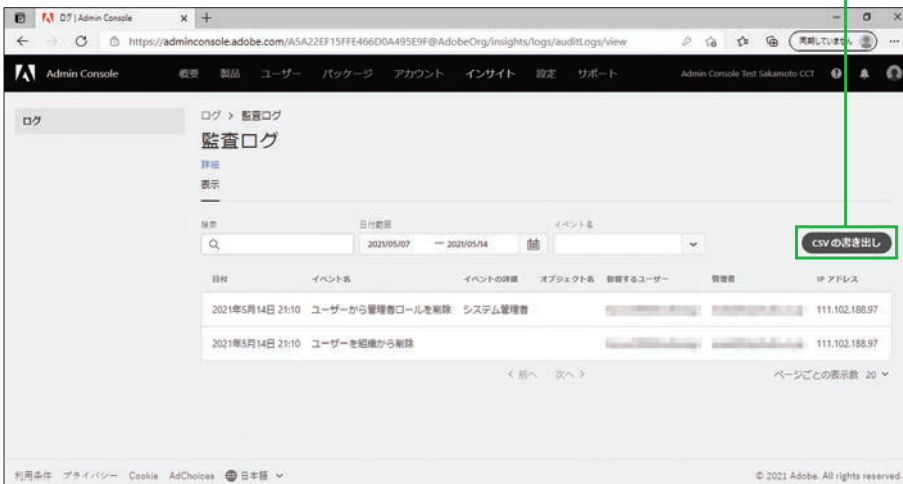 ログ | Admin Console
https://adminconsole.adobe.com/A5A22EF15FFE466D0A495E9F@AdobeOrg/insights/logs/auditLogs/view
同期していません
Admin Console 概要 製品 ユーザー パッケージ アカウント インサイト 設定 サポート Admin Console Test Sakamoto CCT
ログ
ログ > 監査ログ
監査ログ
詳細
表示
検索 日付範囲 イベント名
2021/05/07 ー 2021/05/14
CSV の書き出し
日付 イベント名 イベントの詳細 オブジェクト名 影響するユーザー 管理者 IP アドレス
2021年5月14日 21:10 ユーザーから管理者ロールを削除 システム管理者 111.102.188.97
2021年5月14日 21:10 ユーザーを組織から削除 111.102.188.97
< 前へ 次へ > ページごとの表示数 20
利用条件 プライバシー Cookie AdChoices 日本語 © 2021 Adobe. All rights reserved.